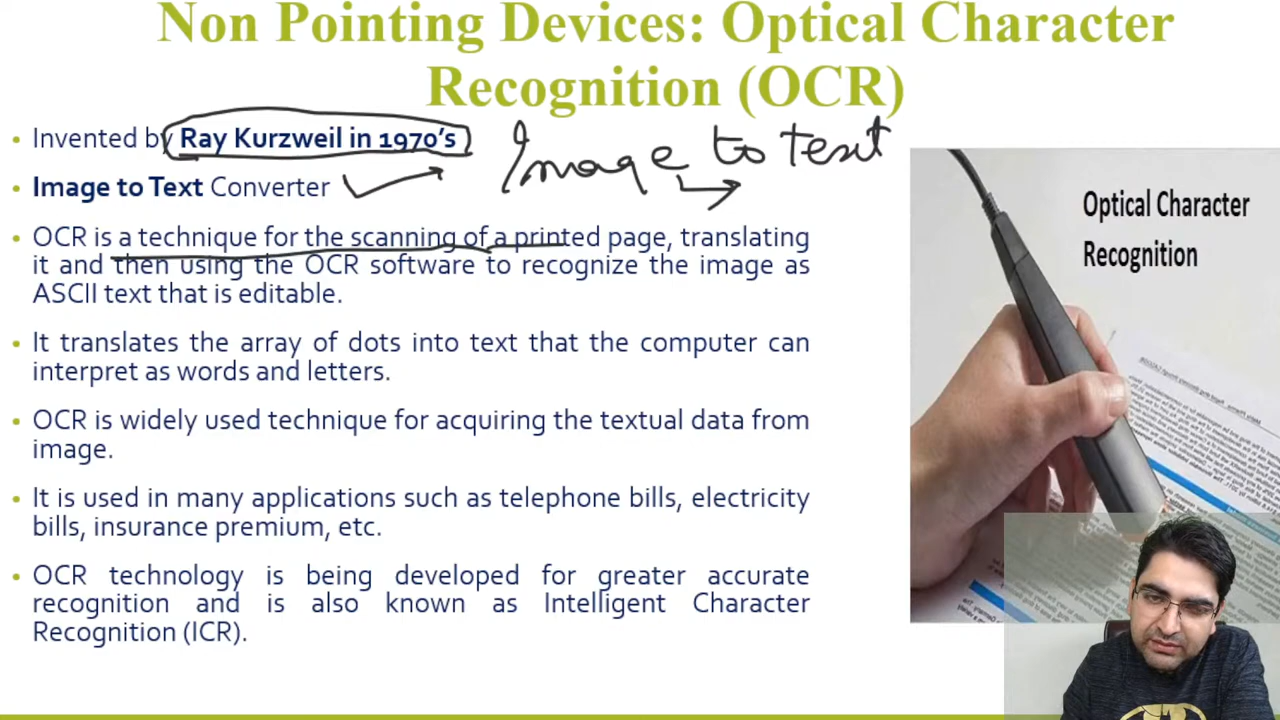 Non Pointing Devices: Optical Character
Recognition (OCR)
• Invented by Ray Kurzweil in 1970's
Image to text
• Image to Text Converter
• OCR is a technique for the scanning of a printed page, translating
it and then using the OCR software to recognize the image as
ASCII text that is editable.
• It translates the array of dots into text that the computer can
interpret as words and letters.
• OCR is widely used technique for acquiring the textual data from
image.
• It is used in many applications such as telephone bills, electricity
bills, insurance premium, etc.
• OCR technology is being developed for greater accurate
recognition and is also known as Intelligent Character
Recognition (ICR).
Optical Character
Recognition